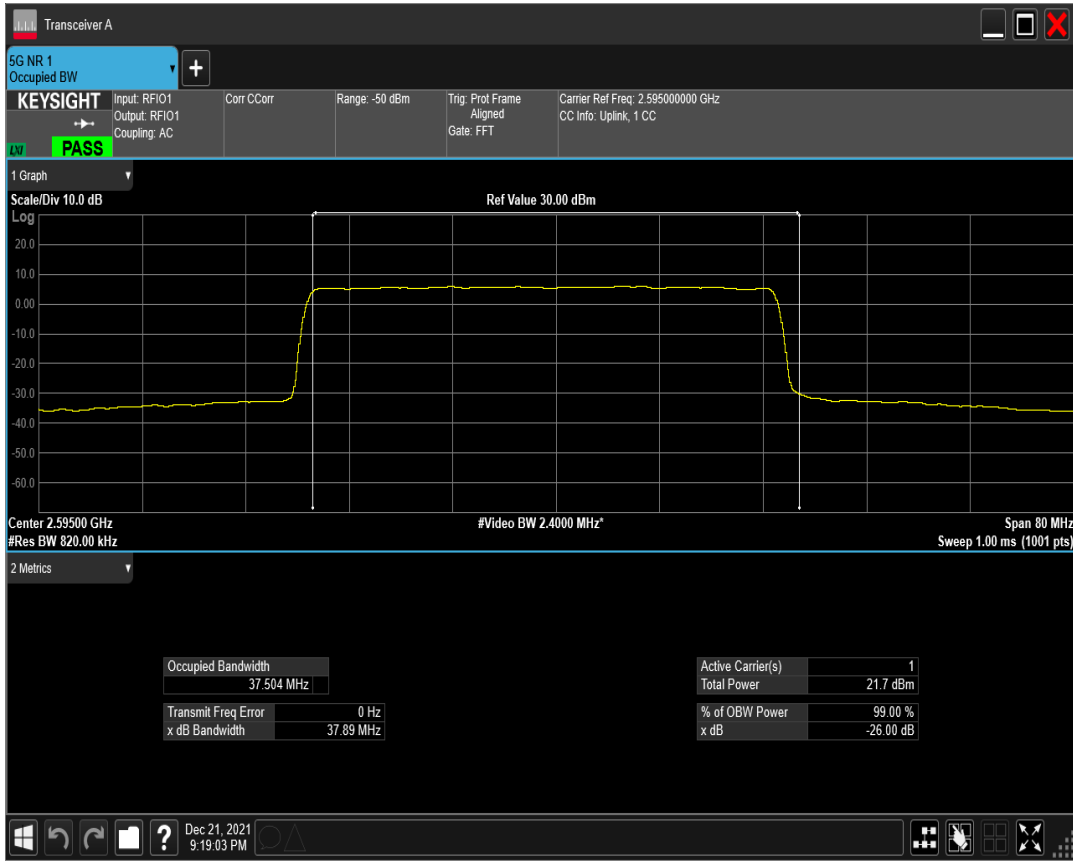 Transceiver A
5G NR 1
Occupied BW
KEYSIGHT
LXI
PASS
Input: RFIO1
Output: RFIO1
Coupling: AC
Corr CCorr
Range: -50 dBm
Trig: Prot Frame
Aligned
Gate: FFT
Carrier Ref Freq: 2.595000000 GHz
CC Info: Uplink, 1 CC
1 Graph
Scale/Div 10.0 dB
Ref Value 30.00 dBm
Log
20.0
10.0
0.00
-10.0
-20.0
-30.0
-40.0
-50.0
-60.0
Center 2.59500 GHz
#Video BW 2.4000 MHz*
Span 80 MHz
#Res BW 820.00 kHz
Sweep 1.00 ms (1001 pts)
2 Metrics
Occupied Bandwidth
37.504 MHz
Transmit Freq Error 0 Hz
x dB Bandwidth 37.89 MHz
Active Carrier(s) 1
Total Power 21.7 dBm
% of OBW Power 99.00 %
x dB -26.00 dB
?
Dec 21, 2021
9:19:03 PM